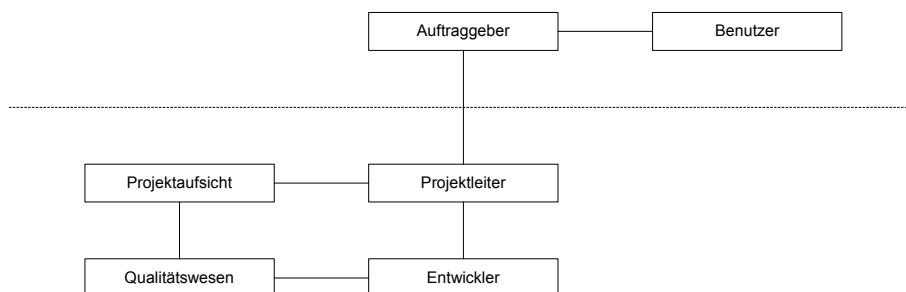 Auftraggeber
Benutzer
Projektaufsicht
Projektleiter
Qualitätswesen
Entwickler